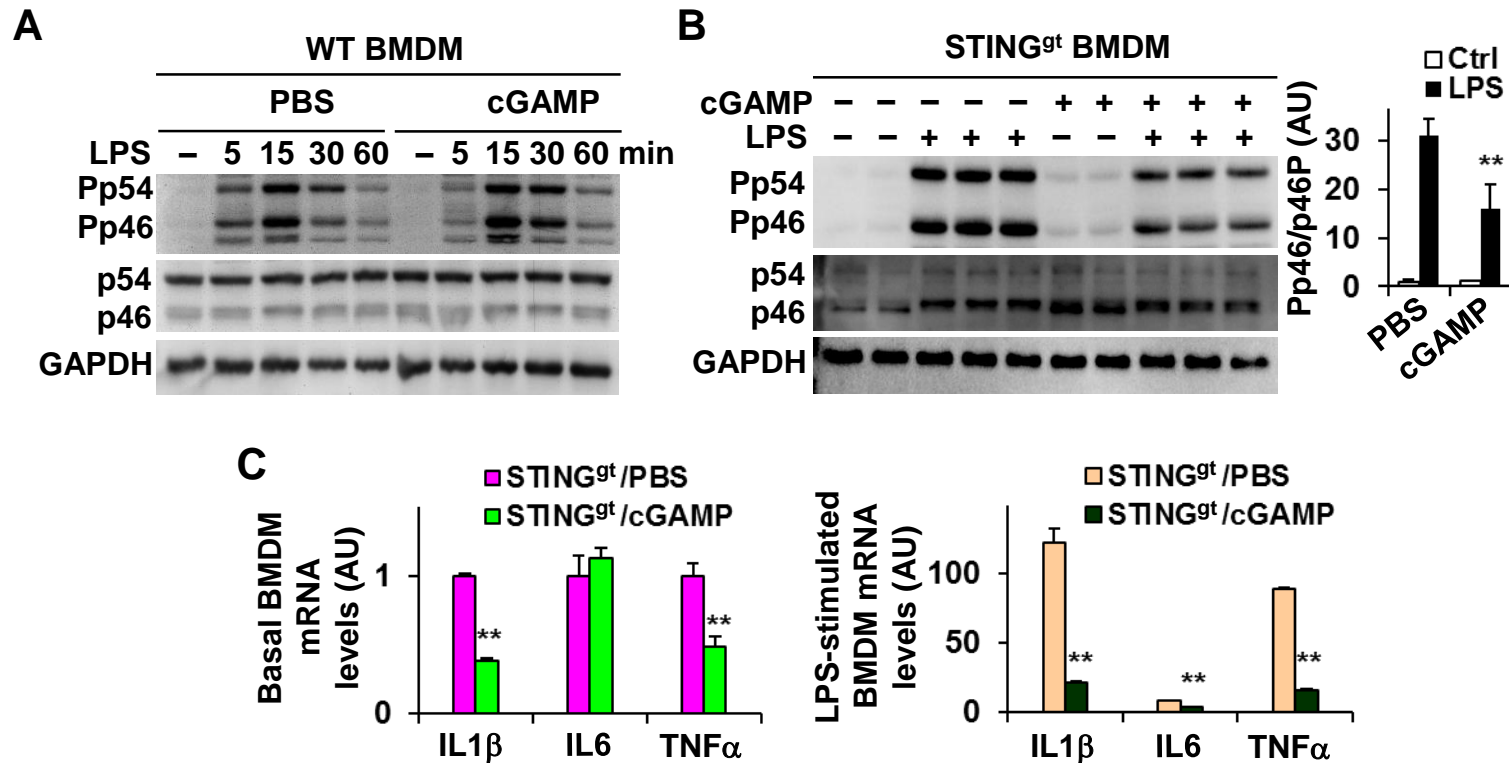 A
WT BMDM
PBS cGAMP
LPS – 5 15 30 60 – 5 15 30 60 min
Pp54
Pp46
p54
p46
GAPDH
B
STINGgt BMDM
cGAMP – – – – – + + + + +
LPS – – + + + – – + + +
Pp54
Pp46
p54
p46
GAPDH
Ctrl
LPS
Pp46/p46P (AU)
30
20
10
0
**
PBS
cGAMP
C
STINGgt/PBS
STINGgt/cGAMP
Basal BMDM
mRNA
levels (AU)
1
0
** **
IL1β IL6 TNFα
STINGgt/PBS
STINGgt/cGAMP
LPS-stimulated
BMDM mRNA
levels (AU)
100
50
0
** ** **
IL1β IL6 TNFα